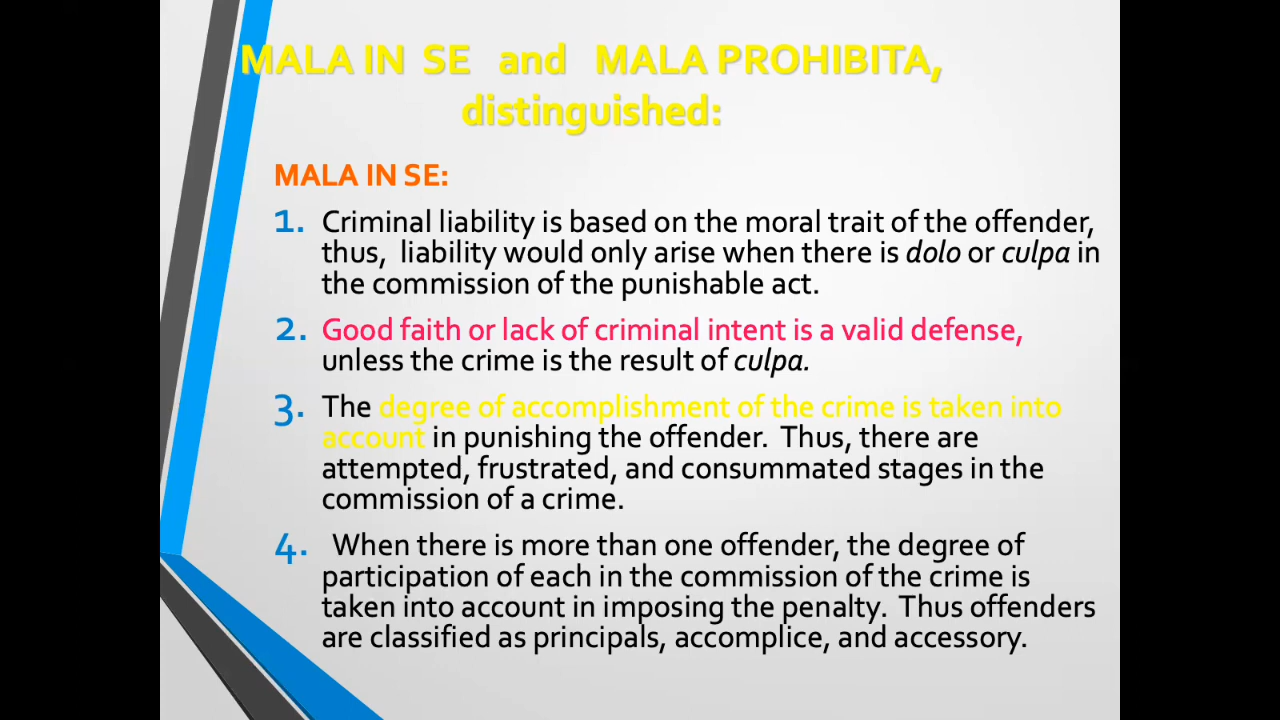 MALA IN SE and MALA PROHIBITA,
distinguished:
MALA IN SE:
1. Criminal liability is based on the moral trait of the offender,
thus, liability would only arise when there is dolo or culpa in
the commission of the punishable act.
2. Good faith or lack of criminal intent is a valid defense,
unless the crime is the result of culpa.
3. The degree of accomplishment of the crime is taken into
account in punishing the offender. Thus, there are
attempted, frustrated, and consummated stages in the
commission of a crime.
4. When there is more than one offender, the degree of
participation of each in the commission of the crime is
taken into account in imposing the penalty. Thus offenders
are classified as principals, accomplice, and accessory.